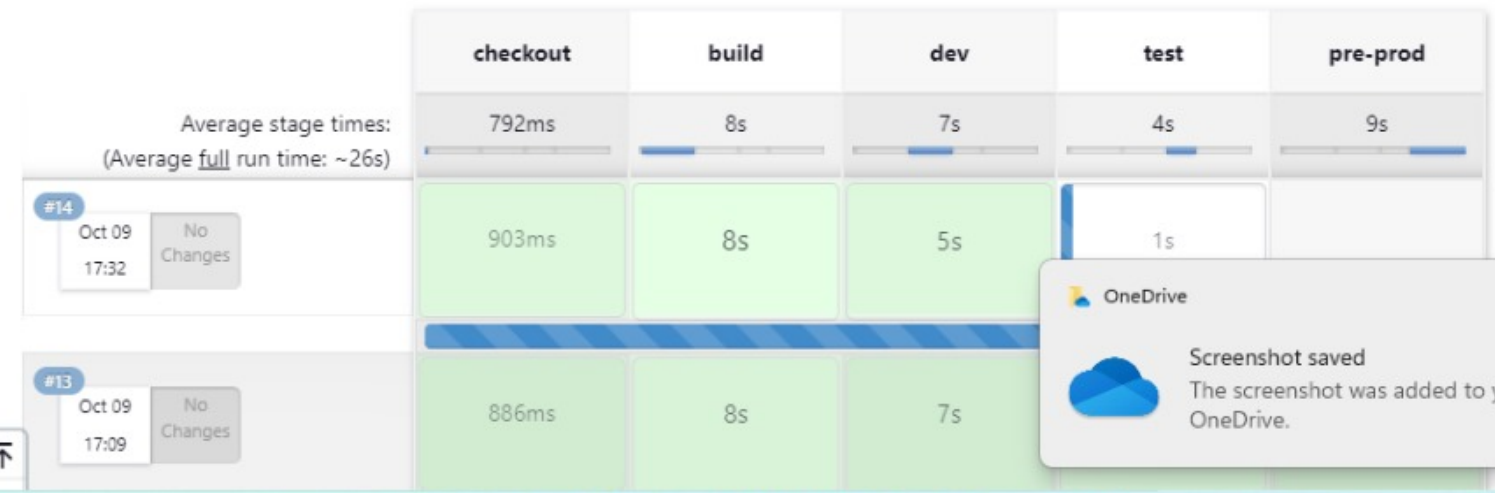 checkout build dev test pre-prod
Average stage times:
(Average full run time: ~26s)
792ms 8s 7s 4s 9s
#14
Oct 09
17:32
No
Changes
903ms 8s 5s 1s
OneDrive
Screenshot saved
The screenshot was added to
OneDrive.
#13
Oct 09
17:09
No
Changes
886ms 8s 7s